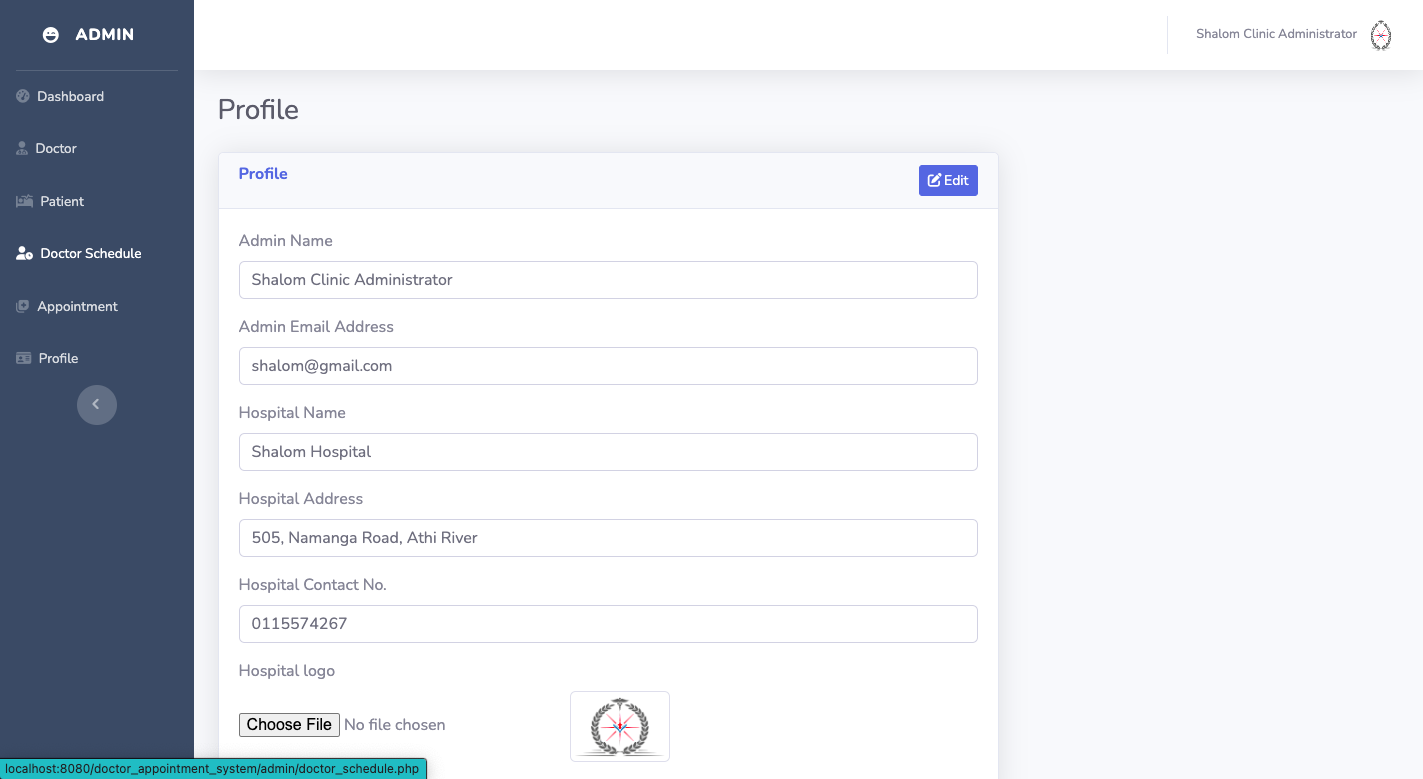 ADMIN
Shalom Clinic Administrator
Dashboard
Doctor
Patient
Doctor Schedule
Appointment
Profile
Profile
Profile
Edit
Admin Name
Shalom Clinic Administrator
Admin Email Address
shalom@gmail.com
Hospital Name
Shalom Hospital
Hospital Address
505, Namanga Road, Athi River
Hospital Contact No.
0115574267
Hospital logo
Choose File No file chosen
localhost:8080/doctor_appointment_system/admin/doctor_schedule.php